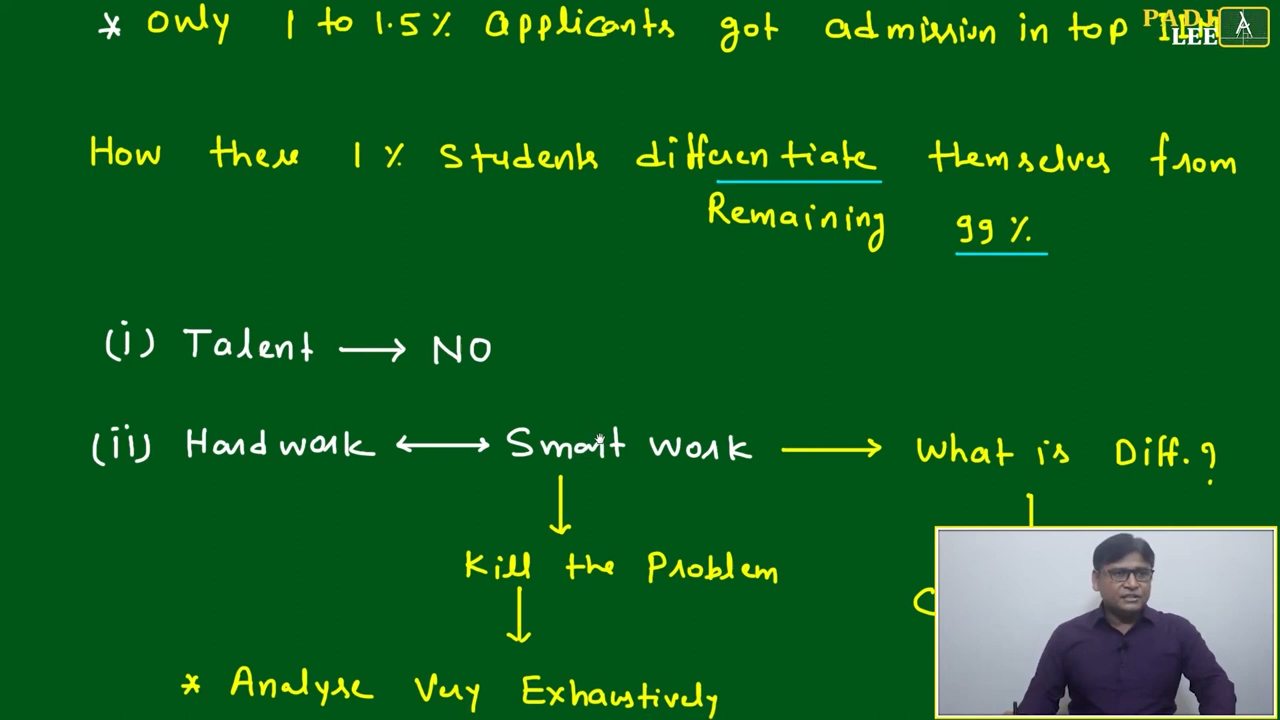 * Only 1 to 1.5% applicants got admission in top
PADH
LEE
How these 1% students differentiate themselves from
Remaining 99%
(i) Talent → NO
(ii) Hardwork ↔ Smart work → What is Diff.?
Kill the Problem
* Analyse Very Exhaustively